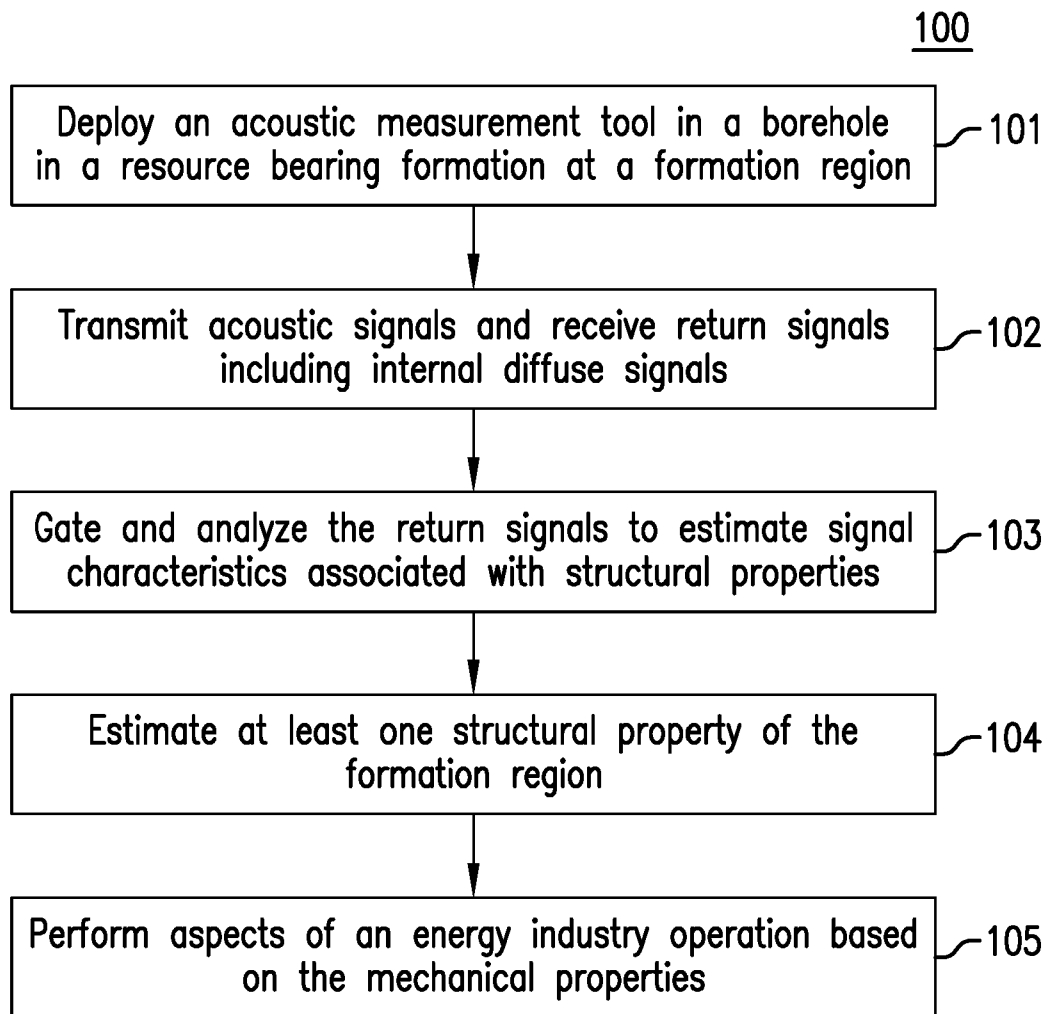 100
Deploy an acoustic measurement tool in a borehole
in a resource bearing formation at a formation region
101
Transmit acoustic signals and receive return signals
including internal diffuse signals
102
Gate and analyze the return signals to estimate signal
characteristics associated with structural properties
103
Estimate at least one structural property of the
formation region
104
Perform aspects of an energy industry operation based
on the mechanical properties
105